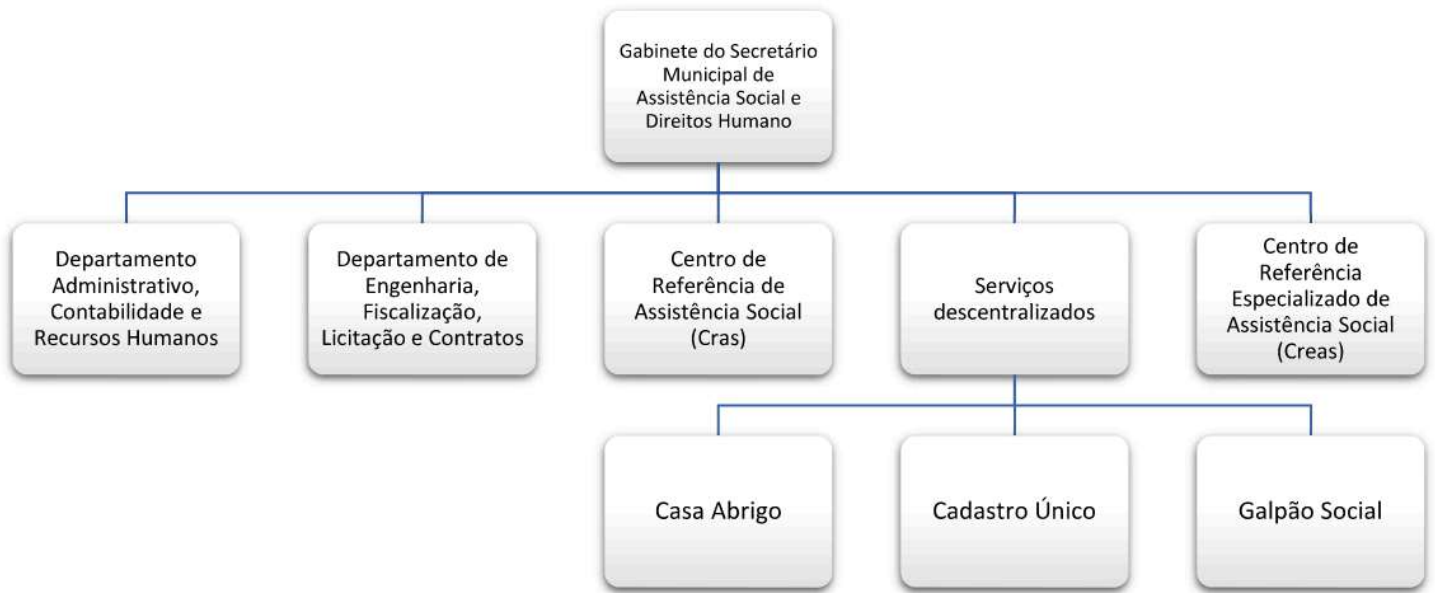 Gabinete do Secretário
Municipal de
Assistência Social e
Direitos Humano
Departamento
Administrativo,
Contabilidade e
Recursos Humanos
Departamento de
Engenharia,
Fiscalização,
Licitação e Contratos
Centro de
Referência de
Assistência Social
(Cras)
Serviços
descentralizados
Centro de
Referência
Especializado de
Assistência Social
(Creas)
Casa Abrigo
Cadastro Único
Galpão Social